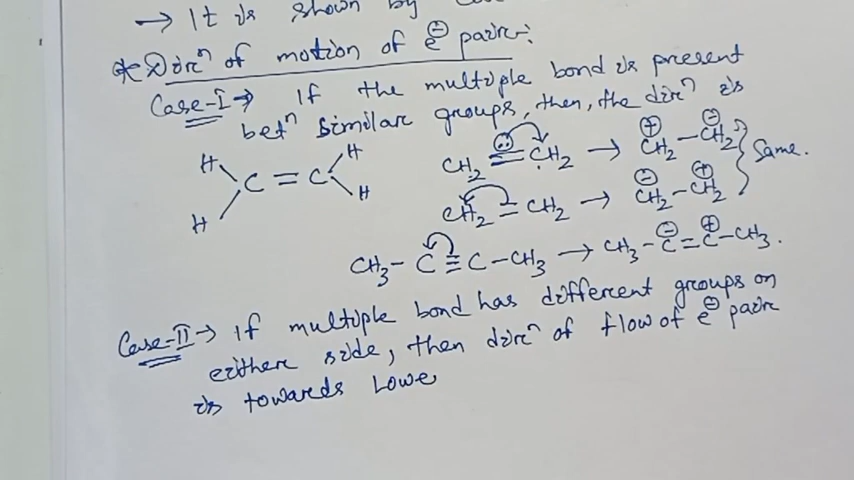 → It is shown by
* Dirⁿ of motion of e⊖ pair:-
Case-I → If the multiple bond is present
betⁿ similar groups, then, the dirⁿ is
H H
C = C
H H
CH₂ = CH₂ → ⊕CH₂ - ⊖CH₂
CH₂ = CH₂ → ⊖CH₂ - ⊕CH₂
Same.
CH₃ - C ≡ C - CH₃ → CH₃ - ⊖C = ⊕C - CH₃.
Case-II → If multiple bond has different groups on
either side, then dirⁿ of flow of e⊖ pair
is towards Lowe